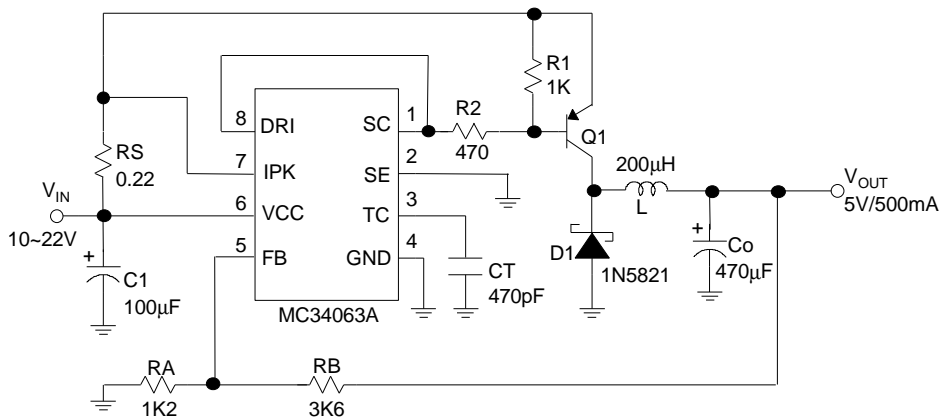 R1
1K
8
DRI
SC
1
R2
470
Q1
RS
0.22
7
IPK
SE
2
200μH
L
VIN
10~22V
6
VCC
TC
3
VOUT
5V/500mA
5
FB
GND
4
C1
100μF
+
CT
470pF
D1
1N5821
+
Co
470μF
MC34063A
RA
1K2
RB
3K6